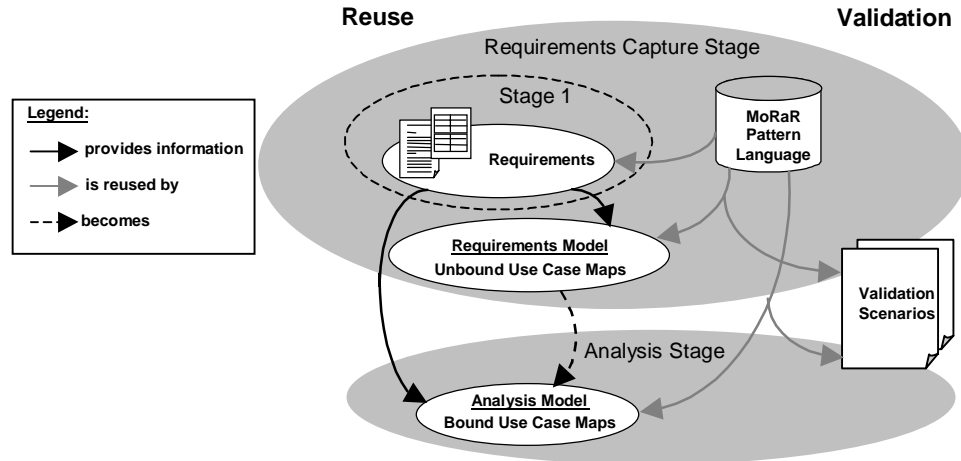 Reuse
Validation
Requirements Capture Stage
Stage 1
Requirements
MoRaR
Pattern
Language
Legend:
provides information
is reused by
becomes
Requirements Model
Unbound Use Case Maps
Validation
Scenarios
Analysis Stage
Analysis Model
Bound Use Case Maps